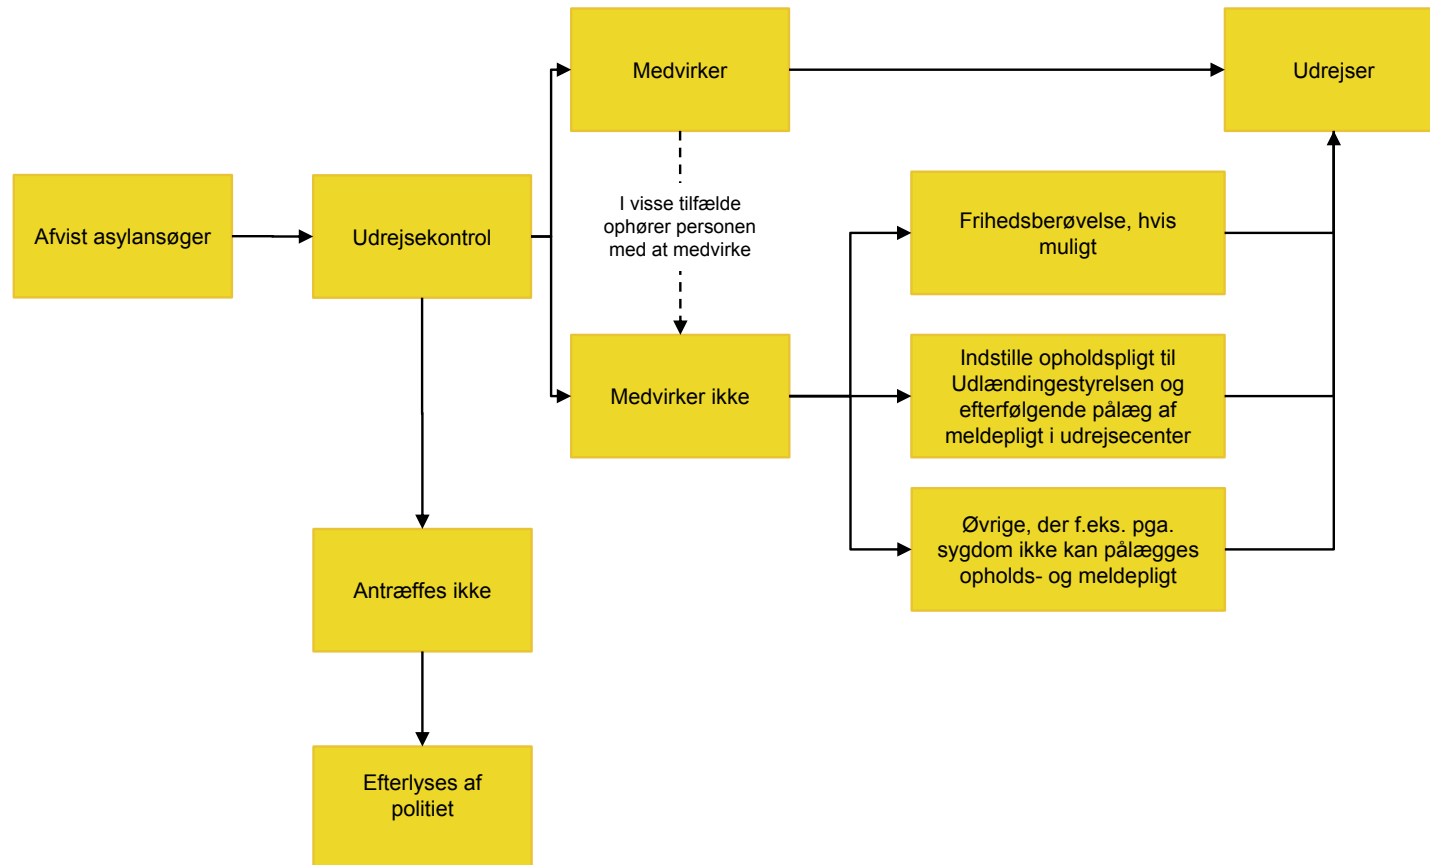 Medvirker
Udrejser
Afvist asylansøger
Udrejsekontrol
I visse tilfælde
ophører personen
med at medvirke
Frihedsberøvelse, hvis
muligt
Medvirker ikke
Indstille opholdspligt til
Udlændingestyrelsen og
efterfølgende pålæg af
meldepligt i udrejsecenter
Øvrige, der f.eks. pga.
sygdom ikke kan pålægges
opholds- og meldepligt
Antræffes ikke
Efterlyses af
politiet